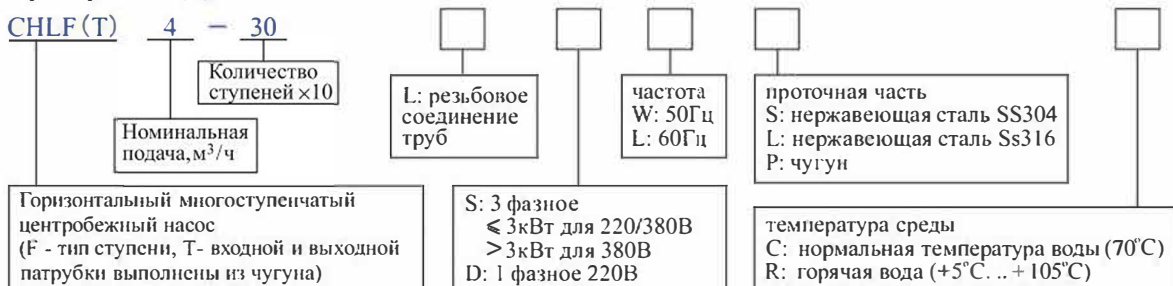 CHLF(T) 4 - 30
Количество
ступеней ×10
Номинальная
подача, м³/ч
Горизонтальный многоступенчатый
центробежный насос
(F - тип ступени, Т- входной и выходной
патрубки выполнены из чугуна)
L: резьбовое
соединение
труб
S: 3 фазное
⩽ 3кВт для 220/380В
>3кВт для 380В
D: 1 фазное 220В
частота
W: 50Гц
L: 60Гц
проточная часть
S: нержавеющая сталь SS304
L: нержавеющая сталь Ss316
P: чугун
температура среды
C: нормальная температура воды (70°C)
R: горячая вода (+5°C. .. + 105°C)